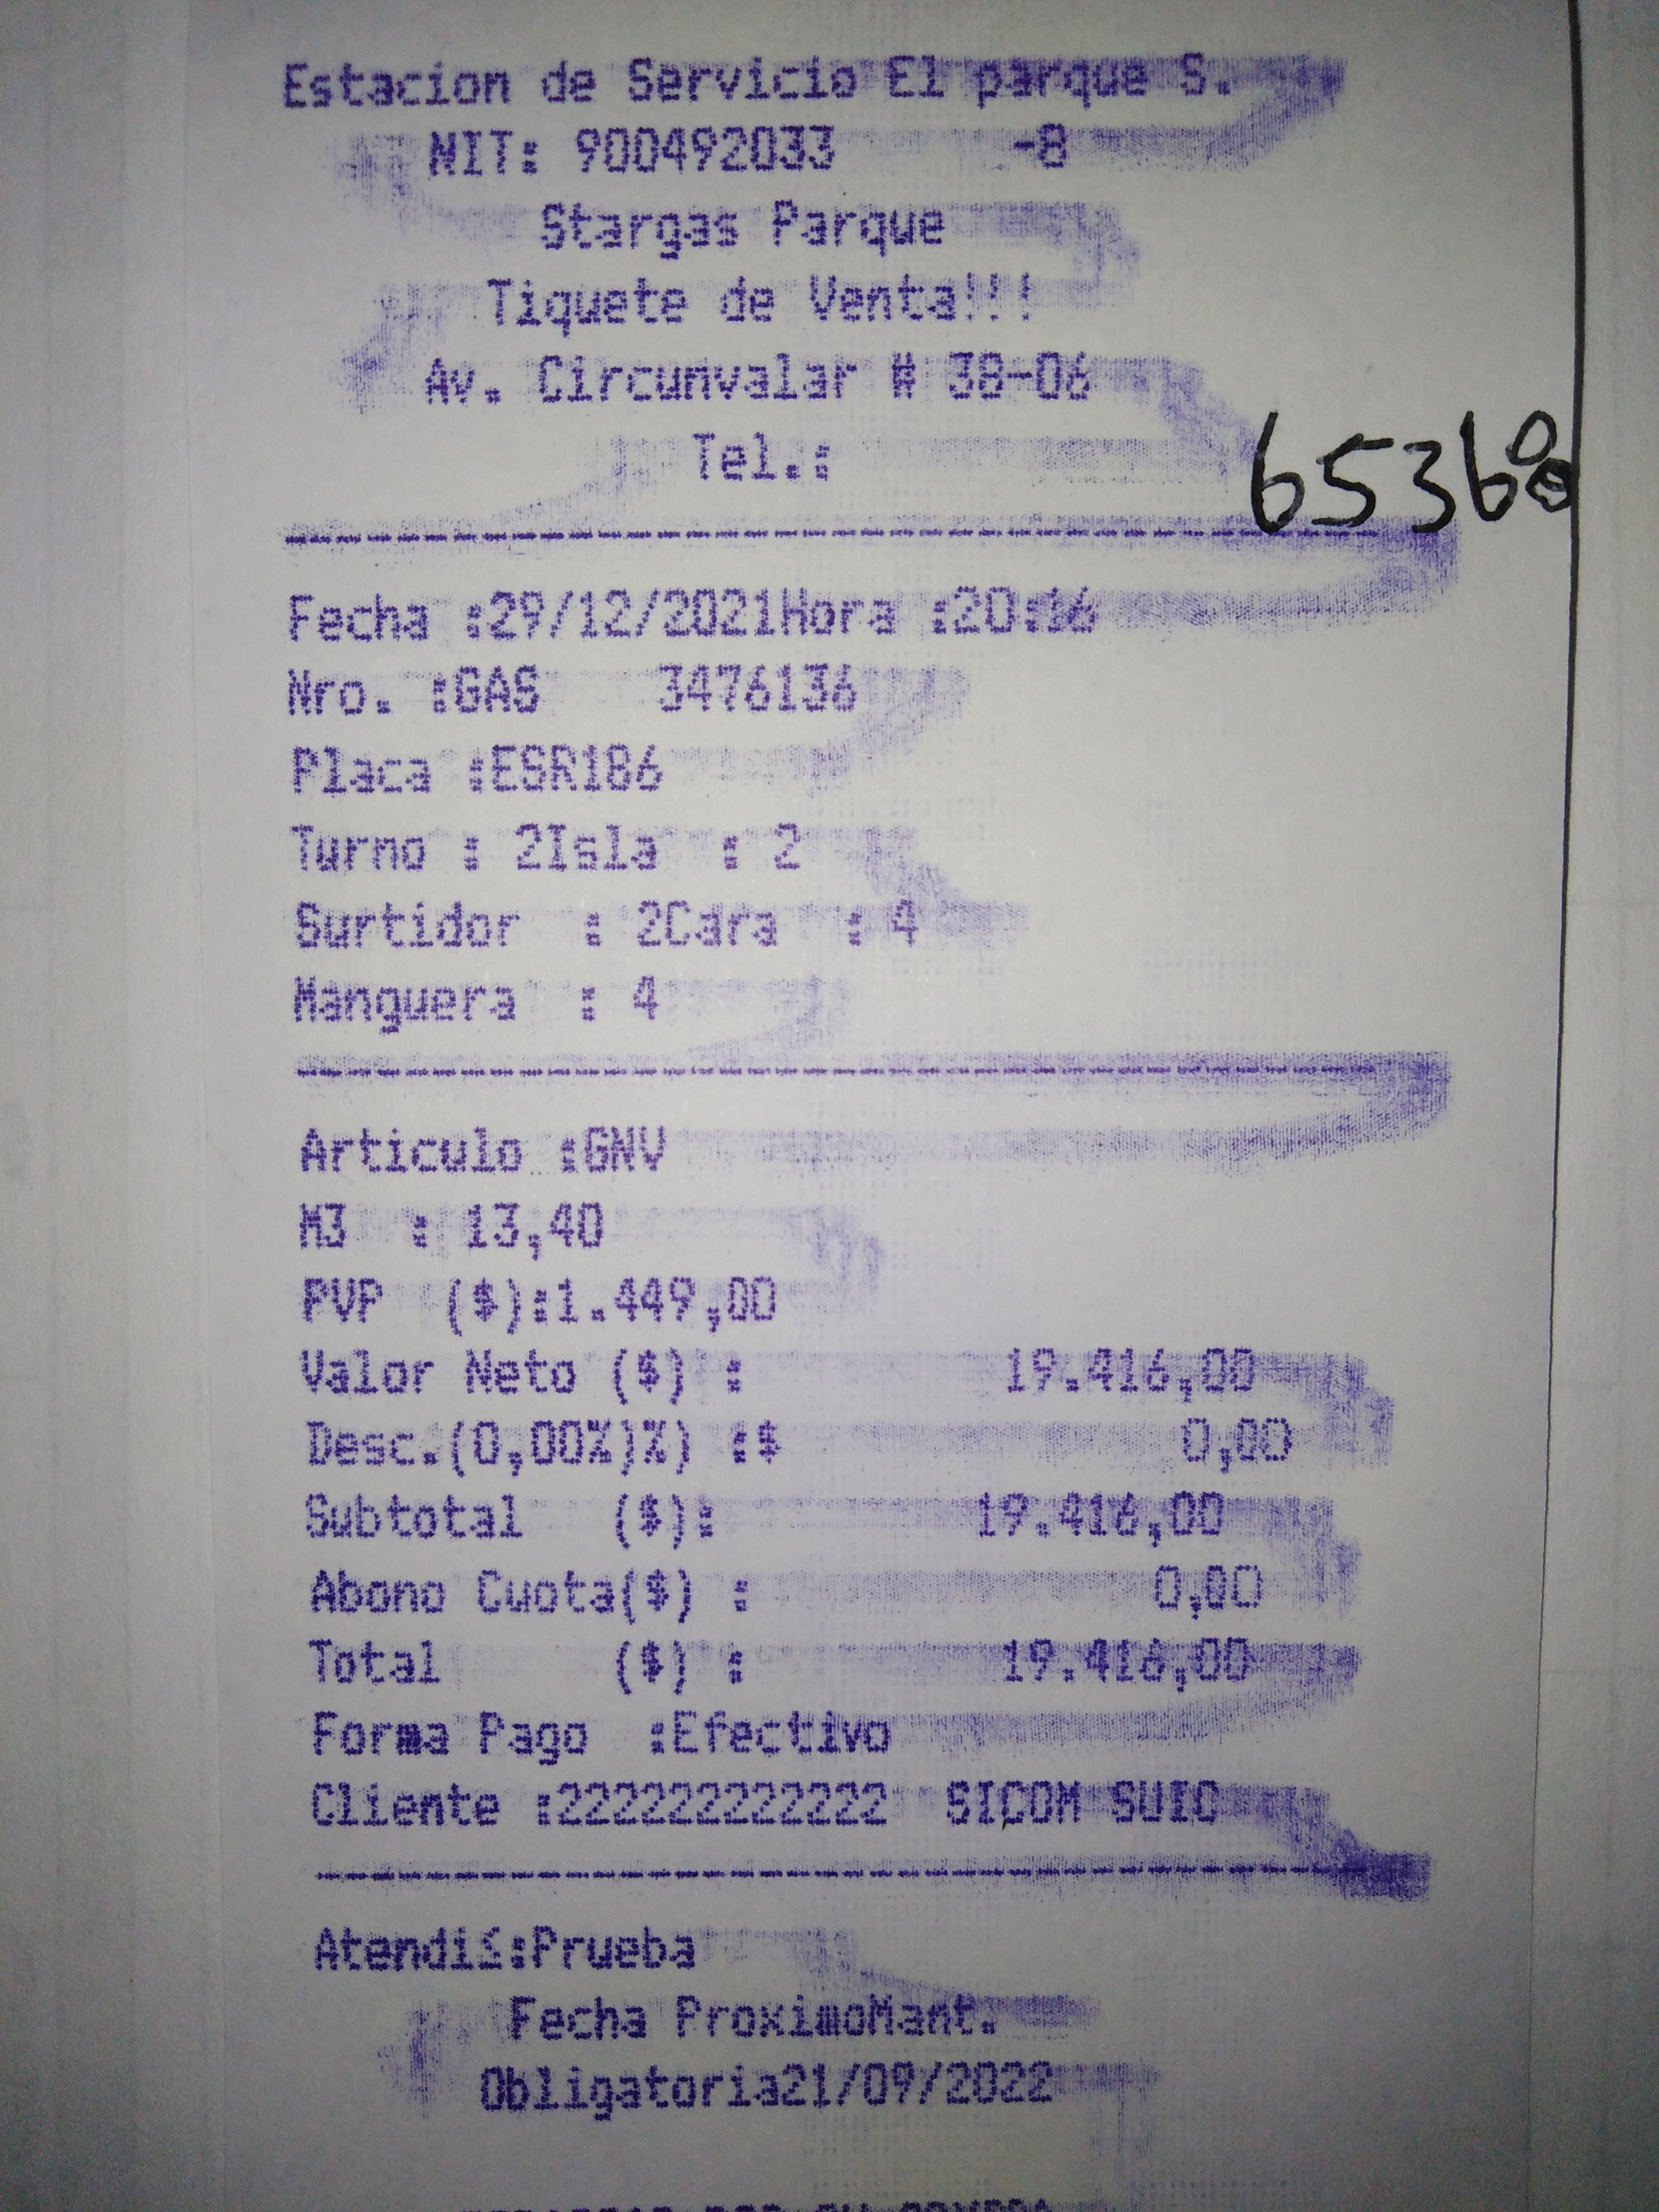 Estacion de Servicio El parque S.
NIT: 900492033 -8
Stargas Parque
Tiquete de Venta!!!
Av. Circunvalar # 38-06
Tel.:
Fecha :29/12/2021Hora :20:16
Nro. :GAS 3476136
Placa :ESR186
Turno : 2Isla : 2
Surtidor : 2Cara : 4
Manguera : 4
Articulo :GNV
M3 : 13,40
PVP ($):1.449,00
Valor Neto ($) : 19.416,00
Desc.(0,00%)%) :$ 0,00
Subtotal ($): 19.416,00
Abono Cuota($) : 0,00
Total ($) : 19.416,00
Forma Pago :Efectivo
Cliente :222222222222 SICOM SUIC
:Prueba
Fecha ProximoMant.
Obligatoria21/09/2022